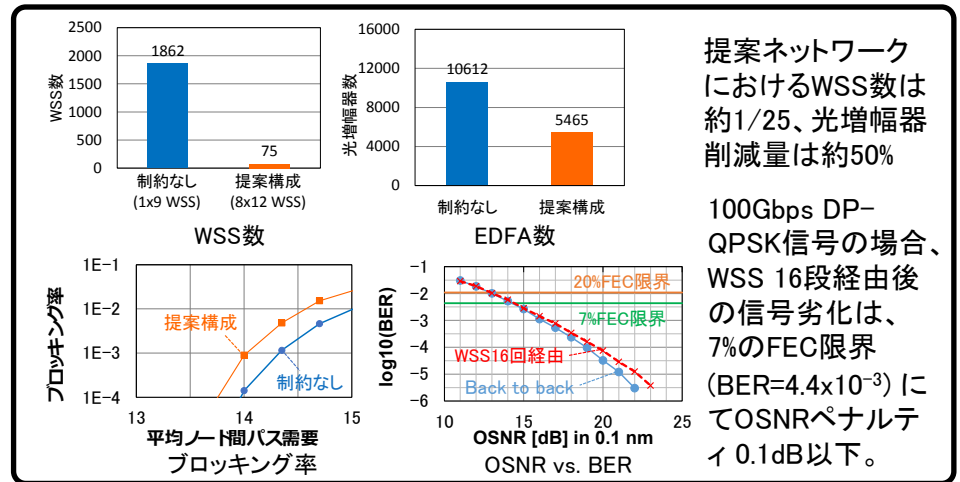 2500
2000
1500
1000
500
0
WSS数
1862
75
制約なし
(1x9 WSS)
提案構成
(8x12 WSS)
WSS数
16000
12000
8000
4000
0
光増幅器数
10612
5465
制約なし
提案構成
EDFA数
提案ネットワーク
におけるWSS数は
約1/25、光増幅器
削減量は約50%
1E-1
1E-2
1E-3
1E-4
ブロッキング率
提案構成
制約なし
13
14
15
平均ノード間パス需要
ブロッキング率
-1
-2
-3
-4
-5
-6
log10(BER)
20%FEC限界
7%FEC限界
WSS16回経由
Back to back
10
15
20
25
OSNR [dB] in 0.1 nm
OSNR vs. BER
100Gbps DP-
QPSK信号の場合、
WSS 16段経由後
の信号劣化は、
7%のFEC限界
(BER=4.4x10⁻³) に
てOSNRペナルテ
ィ 0.1dB以下。